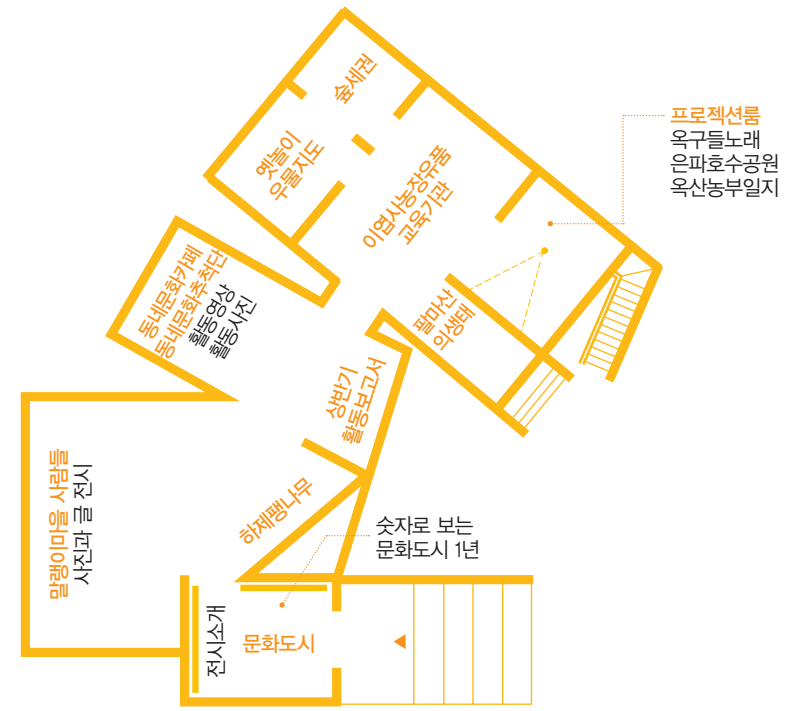 숲세권
옛놀이
우물지도
이엽사농장유품
교육기관
프로젝션룸
옥구들노래
은파호수공원
옥산농부일지
동네문화카페
동네문화추척단
활동영상
활동사진
팔마산
의생태
상반기
활동보고서
말랭이마을 사람들
사진과 글 전시
하제팽나무
숫자로 보는
문화도시 1년
전시소개
문화도시